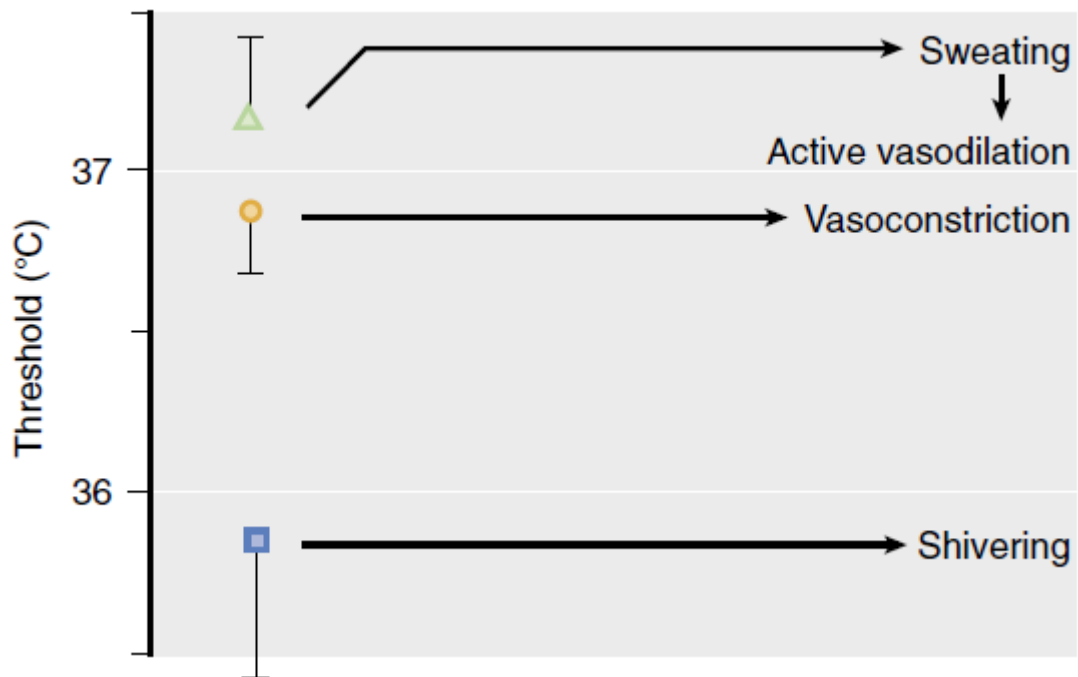 Sweating
Active vasodilation
37
Vasoconstriction
Threshold (°C)
36
Shivering